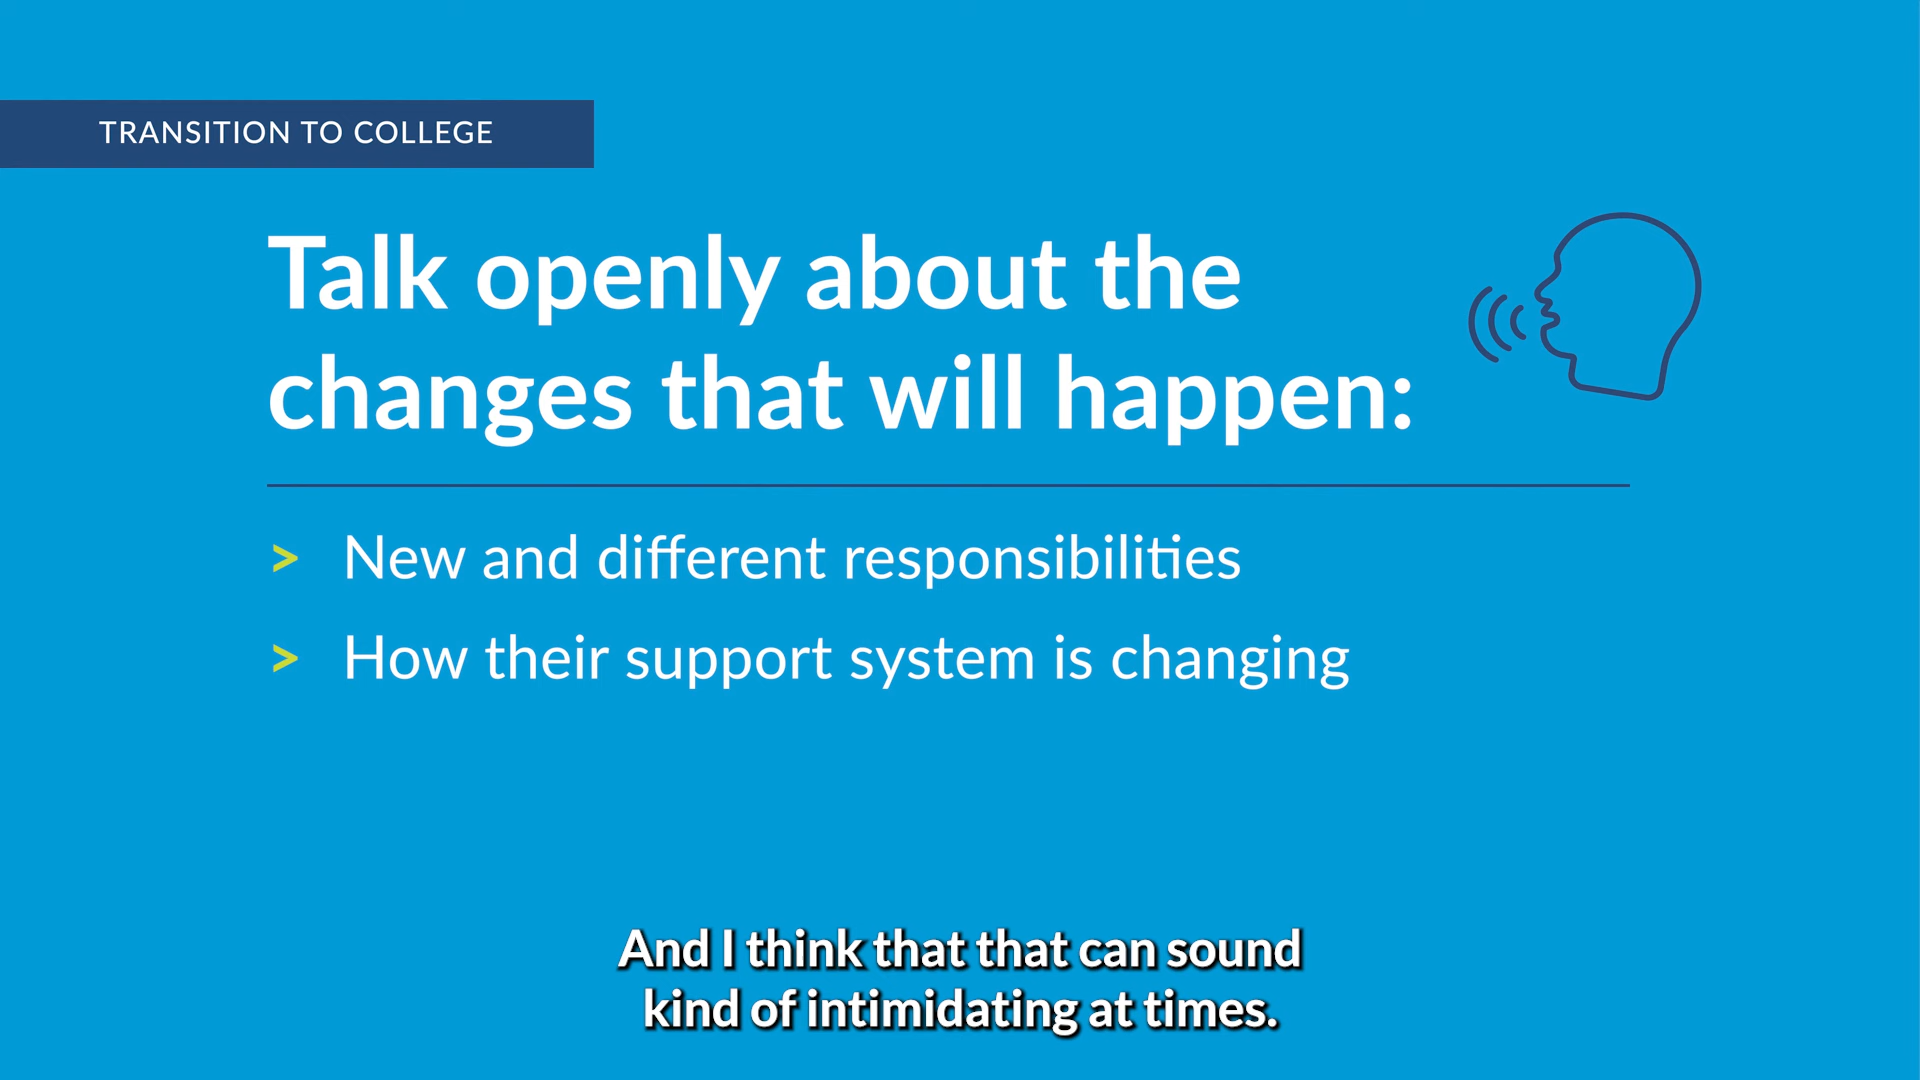 TRANSITION TO COLLEGE
Talk openly about the
changes that will happen:
> New and different responsibilities
> How their support system is changing
And I think that that can sound
kind of intimidating at times.